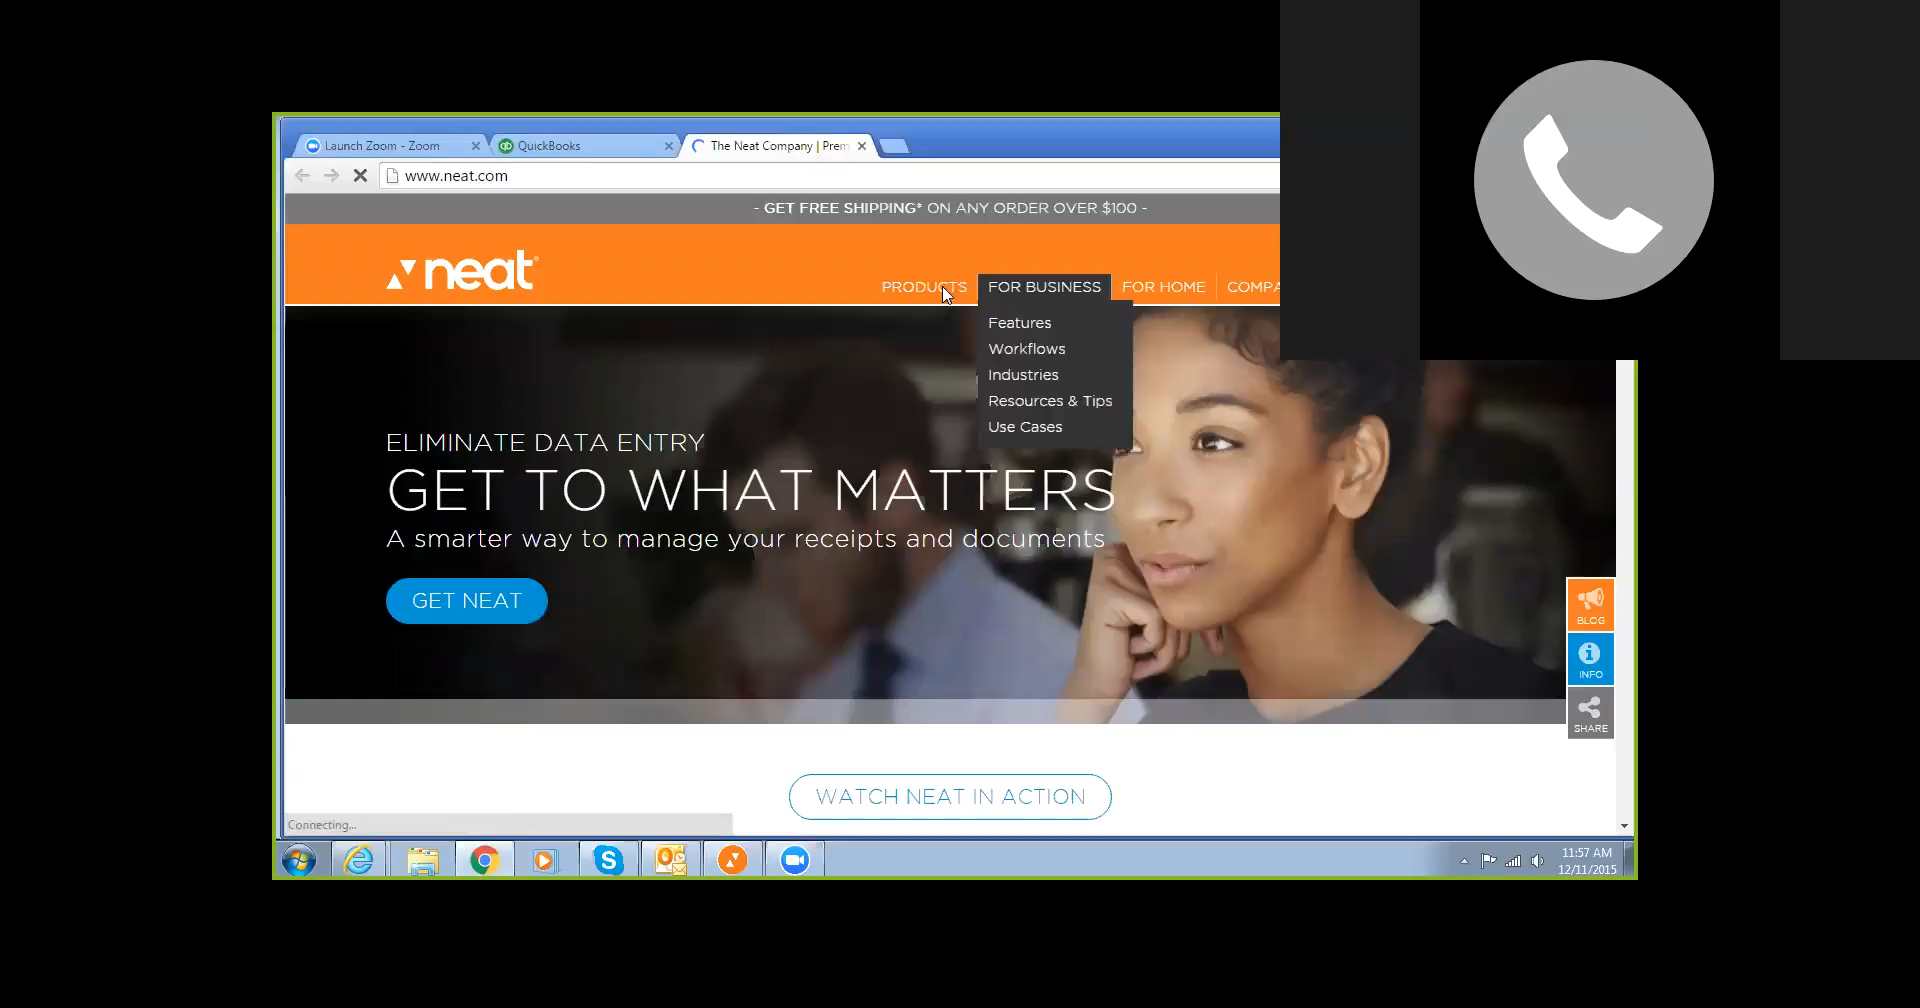 Launch Zoom - Zoom
QuickBooks
The Neat Company | Prem
www.neat.com
- GET FREE SHIPPING* ON ANY ORDER OVER $100 -
neat®
PRODUCTS
FOR BUSINESS
FOR HOME
COMPA
Features
Workflows
Industries
Resources & Tips
Use Cases
ELIMINATE DATA ENTRY
GET TO WHAT MATTERS
A smarter way to manage your receipts and documents
GET NEAT
BLOG
INFO
SHARE
WATCH NEAT IN ACTION
Connecting...
11:57 AM
12/11/2015